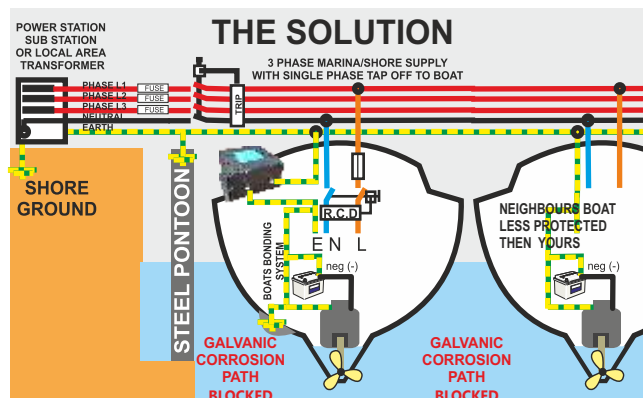 THE SOLUTION
POWER STATION
SUB STATION
OR LOCAL AREA
TRANSFORMER
3 PHASE MARINA/SHORE SUPPLY
WITH SINGLE PHASE TAP OFF TO BOAT
PHASE L1
FUSE
PHASE L2
FUSE
PHASE L3
FUSE
NEUTRAL
EARTH
TRIP
SHORE
GROUND
STEEL PONTOON
R.C.D
E N L
BOATS BONDING
SYSTEM
neg (-)
NEIGHBOURS BOAT
LESS PROTECTED
THEN YOURS
neg (-)
GALVANIC
CORROSION
PATH
BLOCKED
GALVANIC
CORROSION
PATH
BLOCKED